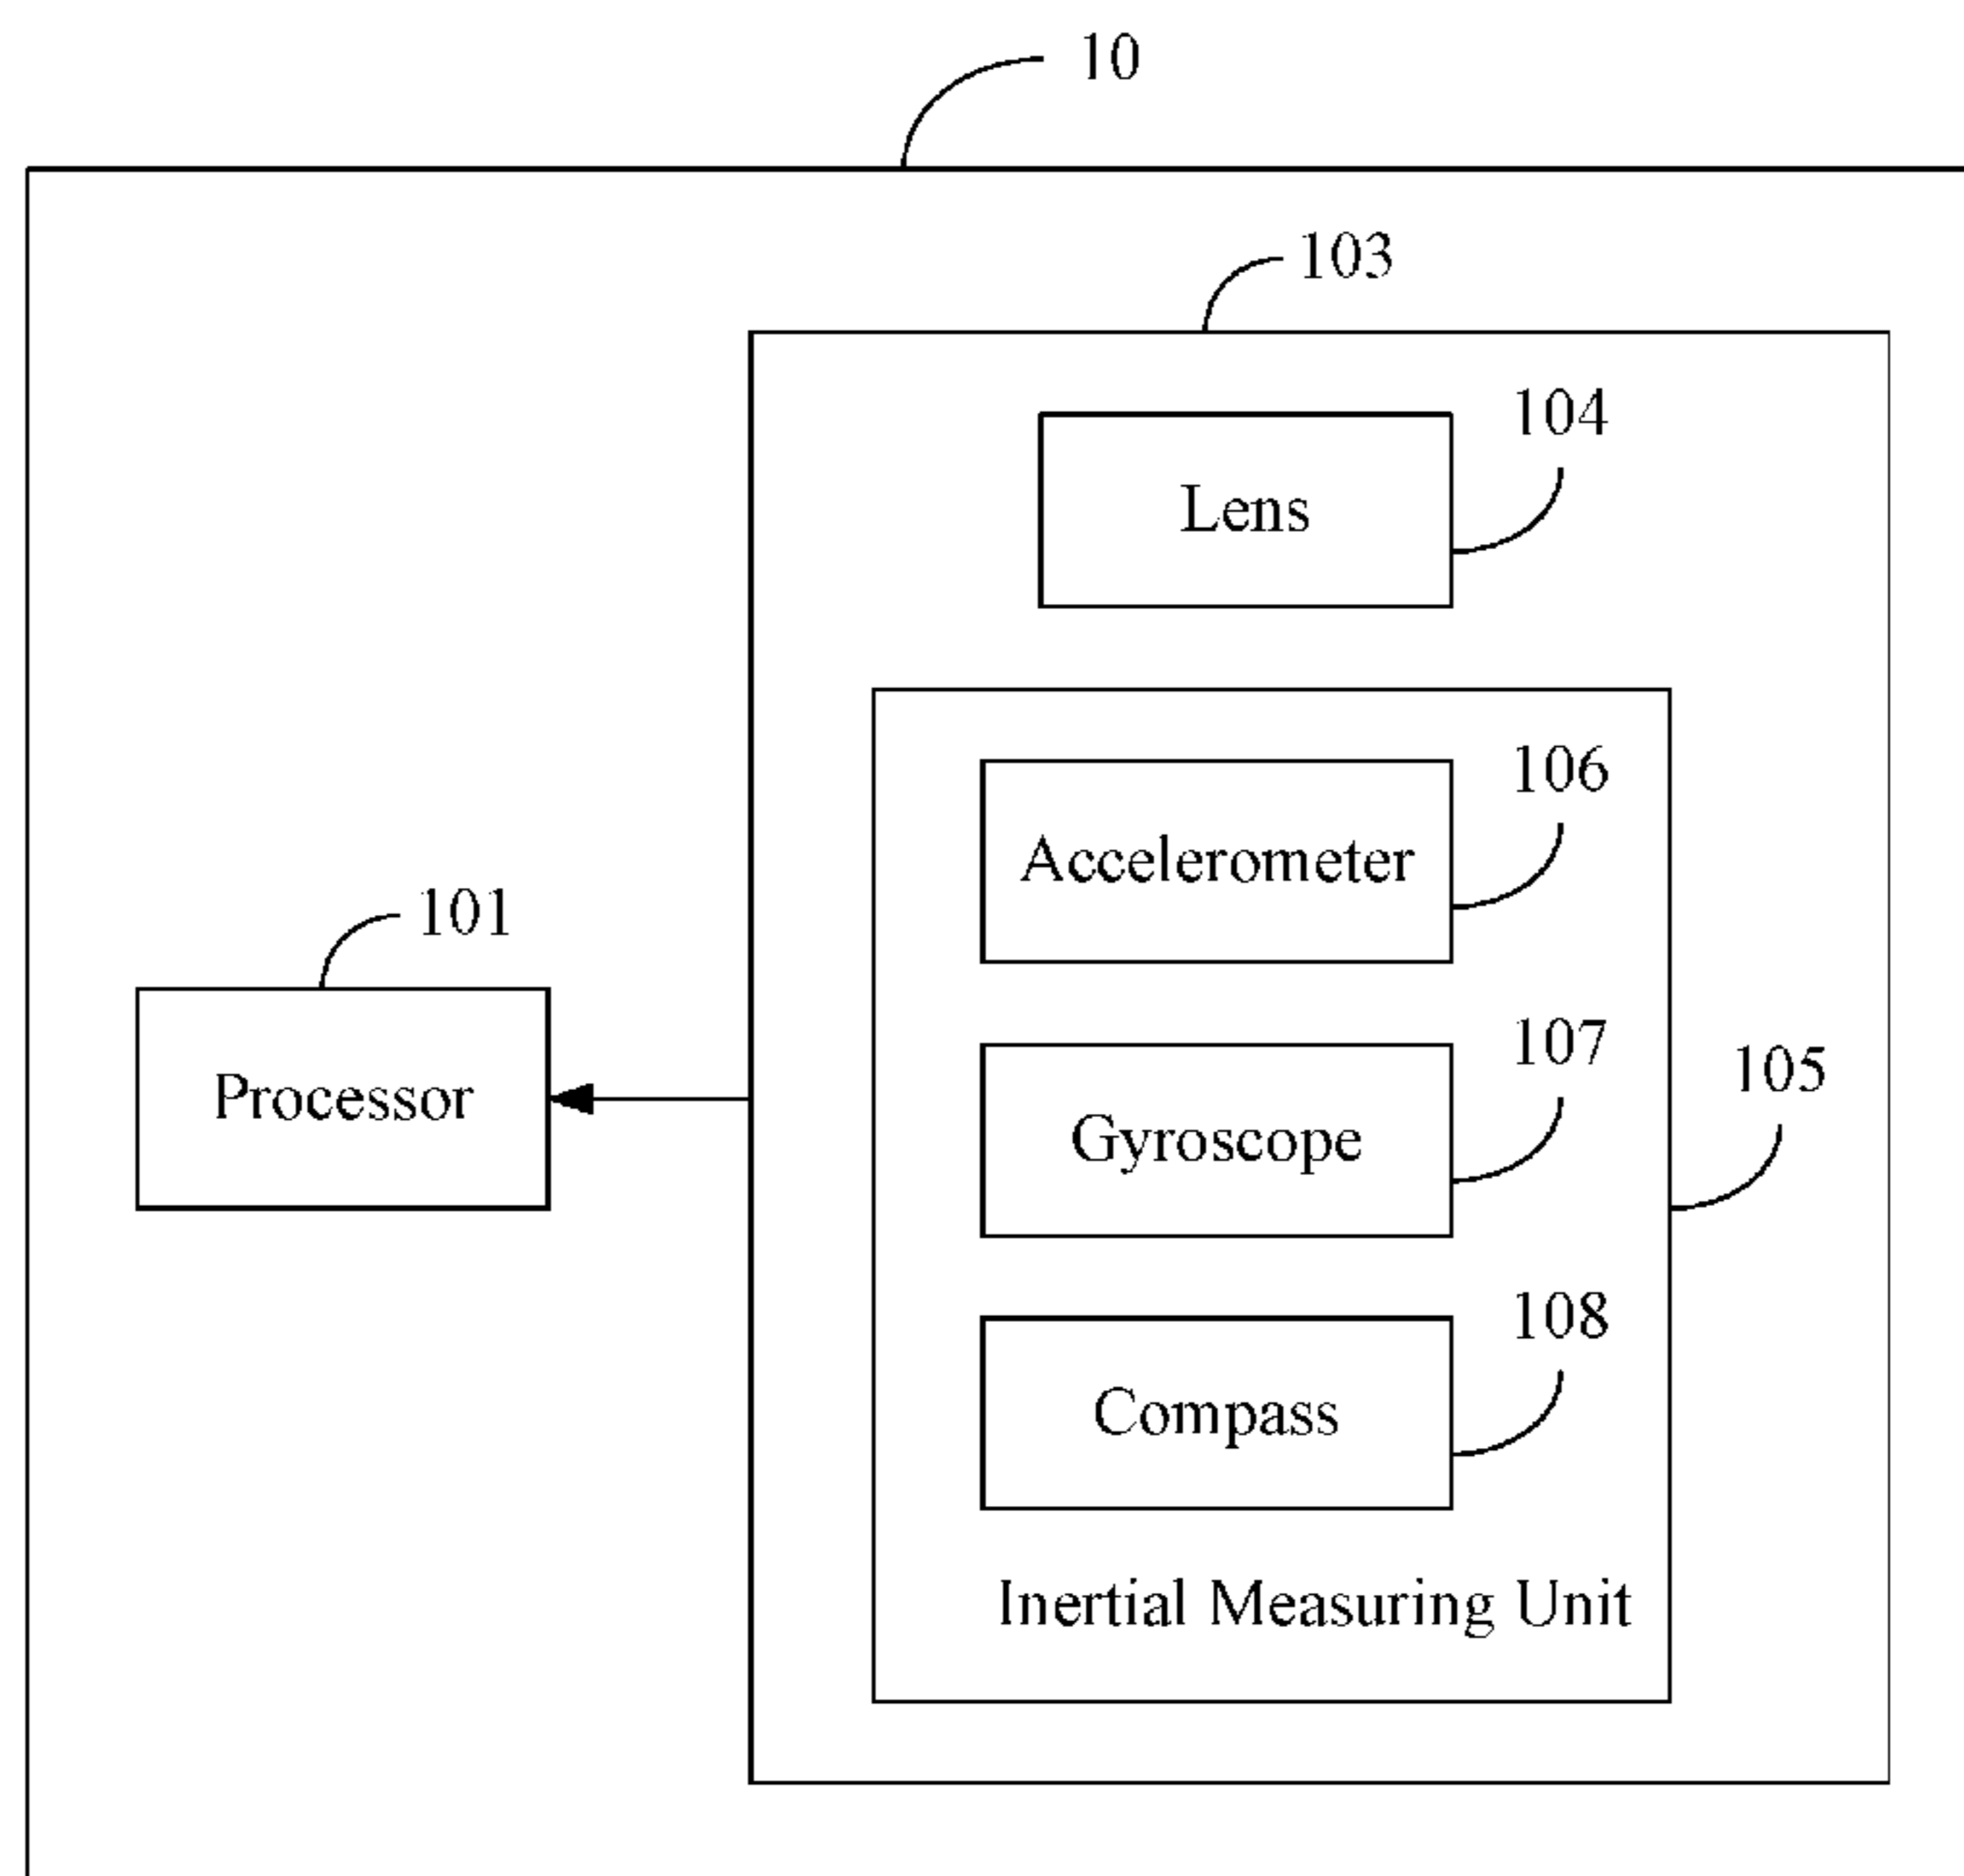 10
103
104
Lens
106
Accelerometer
101
Processor
107
Gyroscope
105
108
Compass
Inertial Measuring Unit